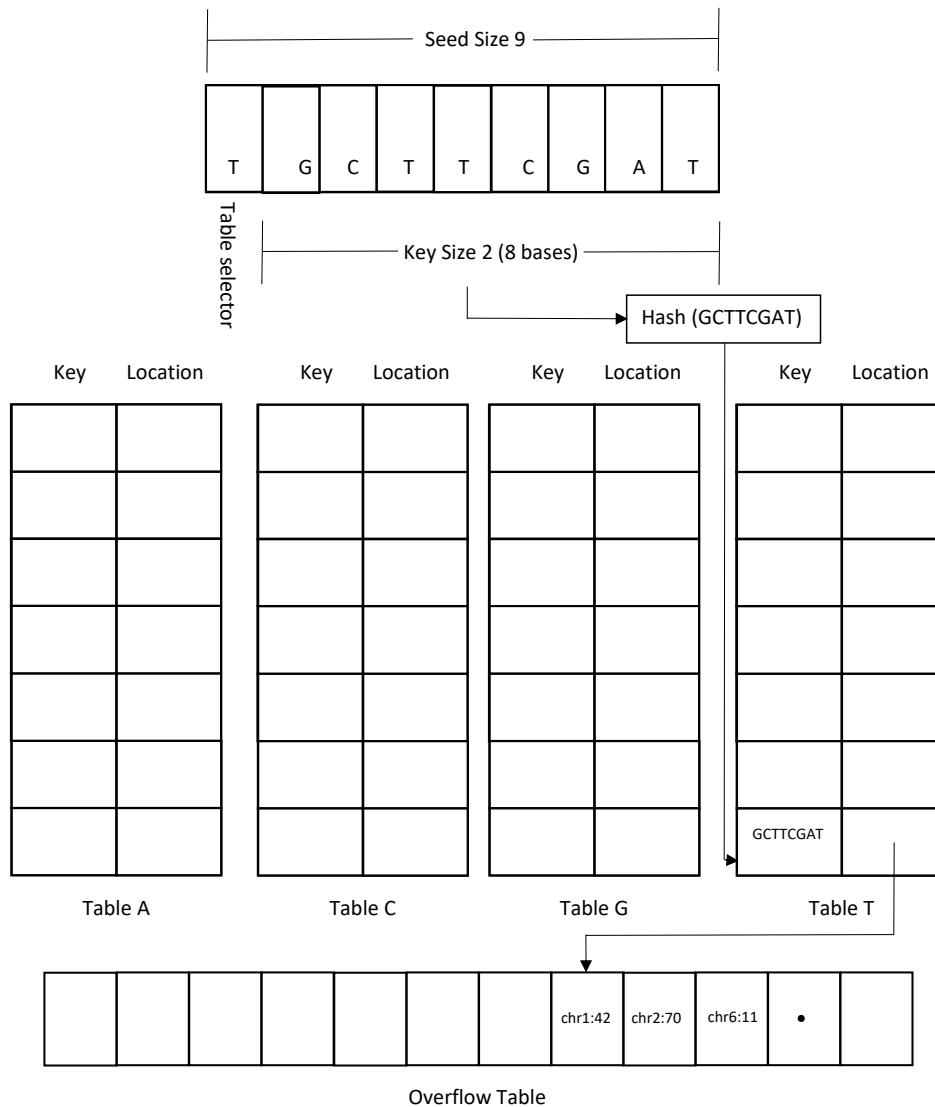 Seed Size 9
T G C T T C G A T
Table selector
Key Size 2 (8 bases)
Hash (GCTTCGAT)
Key Location Key Location Key Location Key Location
GCTTCGAT
Table A Table C Table G Table T
chr1:42 chr2:70 chr6:11 •
Overflow Table